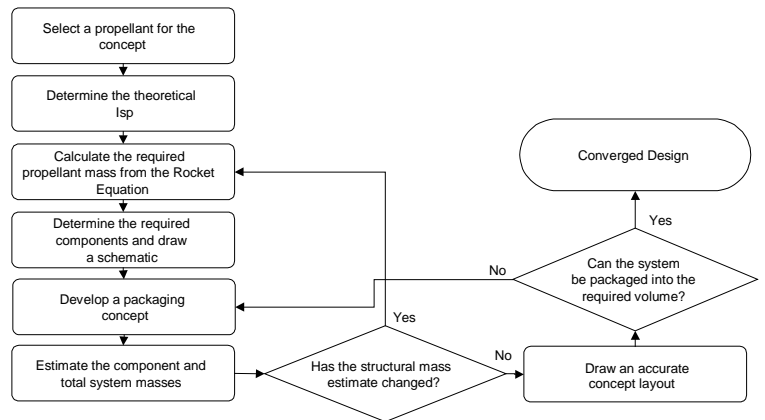 Select a propellant for the
concept
Determine the theoretical
Isp
Calculate the required
propellant mass from the Rocket
Equation
Determine the required
components and draw
a schematic
Develop a packaging
concept
Estimate the component and
total system masses
Has the structural mass
estimate changed?
Yes
No
Draw an accurate
concept layout
Can the system
be packaged into the
required volume?
No
Yes
Converged Design